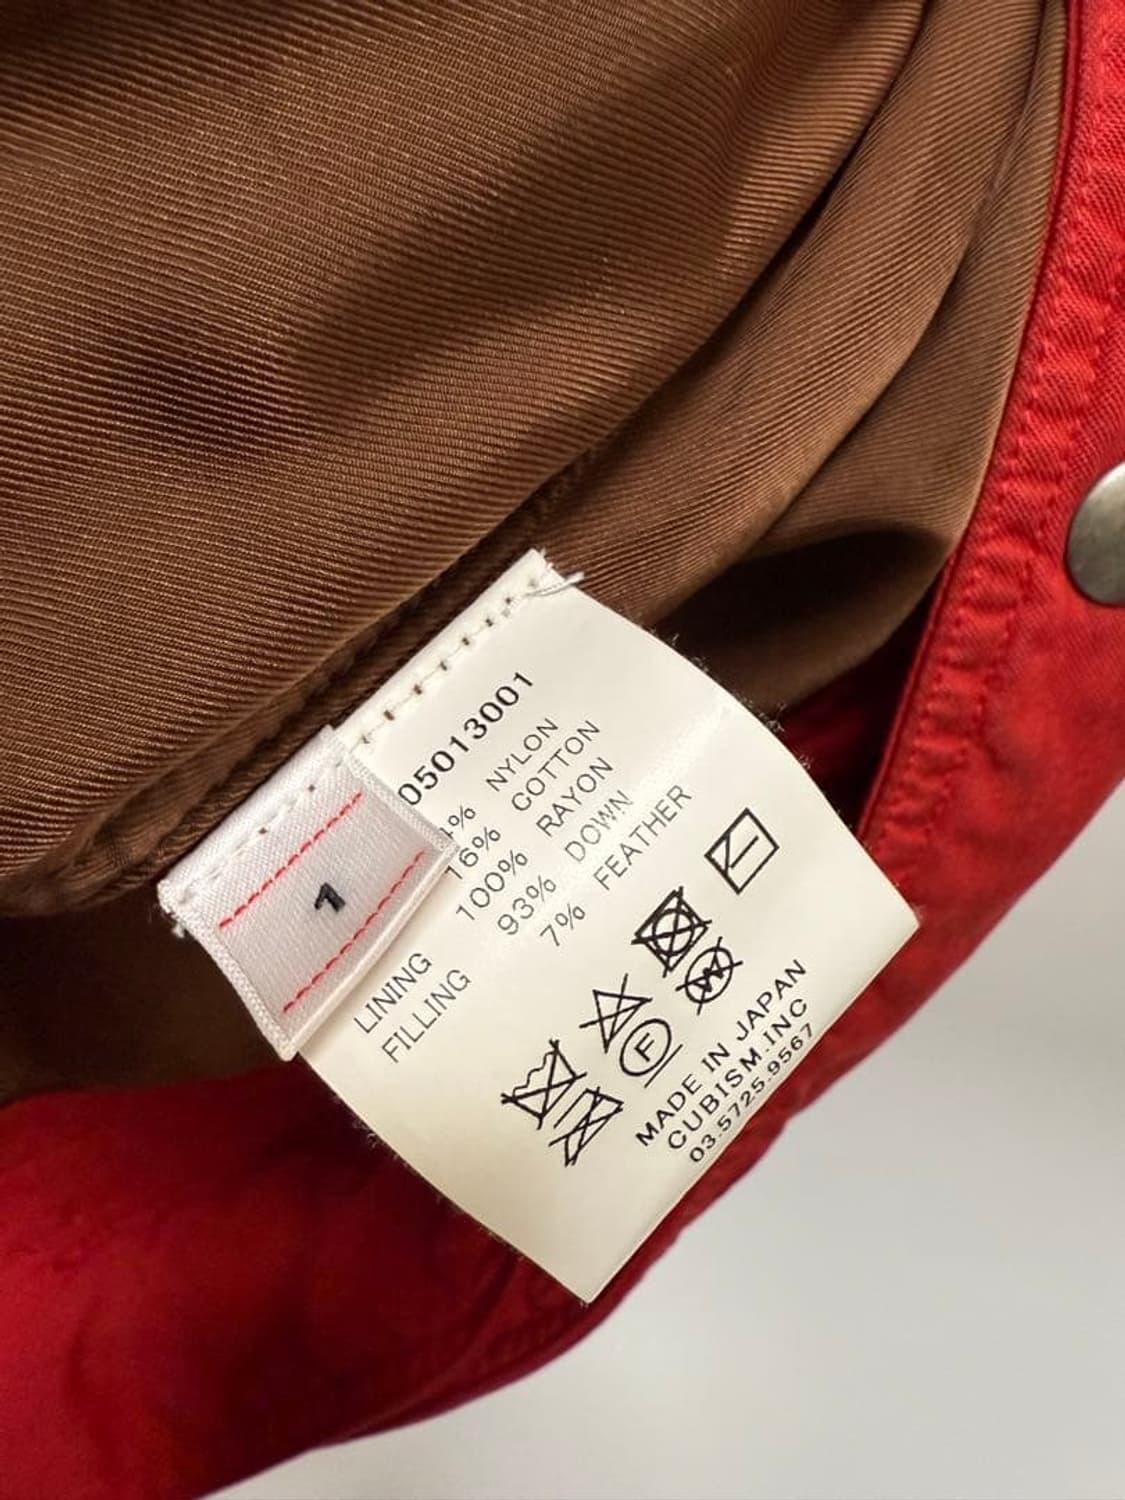 05013001
% NYLON
16% COTTON
LINING 100% RAYON
FILLING 93% DOWN
7% FEATHER
F
W
MADE IN JAPAN
CUBISM.INC
03.5725.9567
1